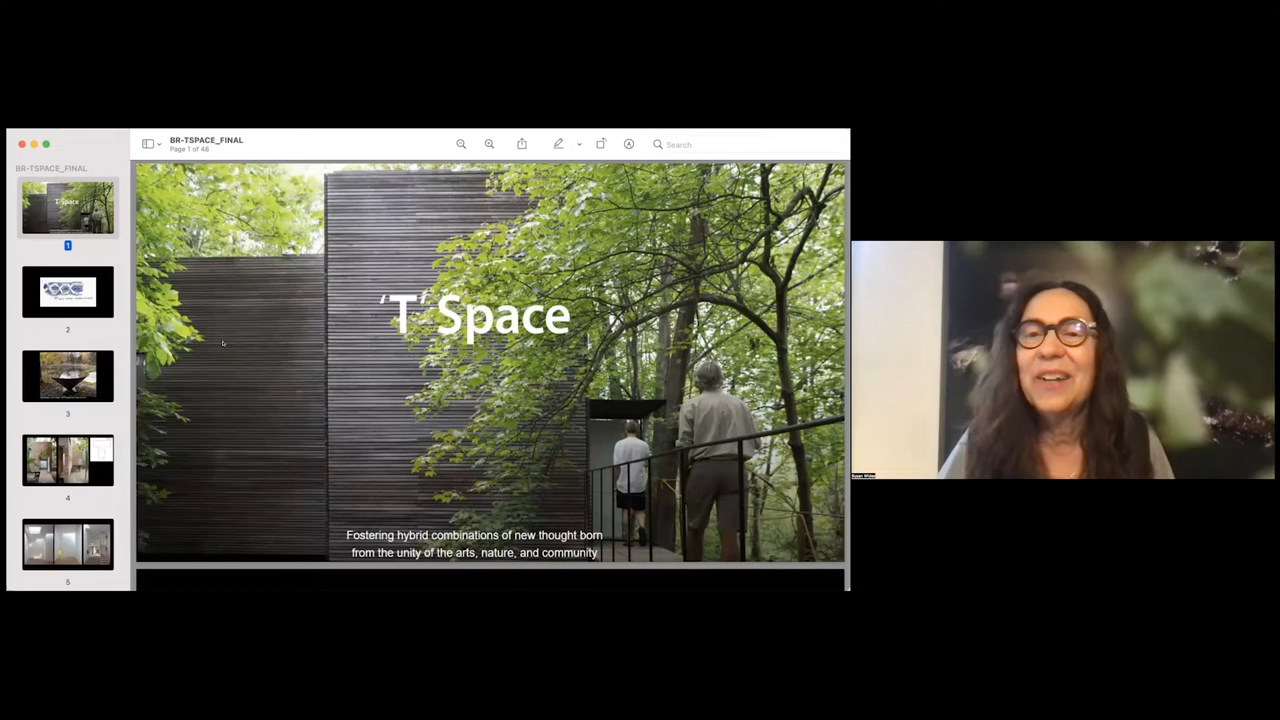 BR-TSPACE_FINAL
Page 1 of 48
Search
BR-TSPACE_FINAL
T Space
1
2
3
4
5
‘T’ Space
Fostering hybrid combinations of new thought born
from the unity of the arts, nature, and community